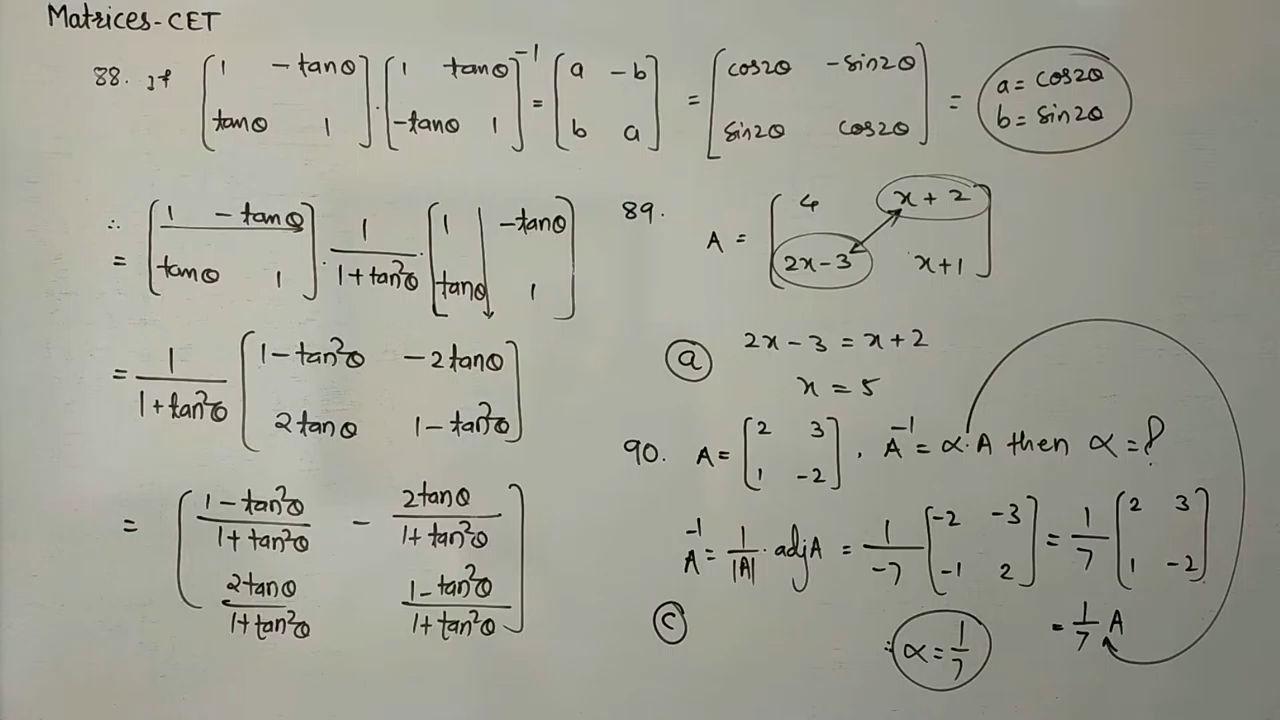 Matrices-CET
88. If [1 -tanθ; tanθ 1] · [1 tanθ; -tanθ 1]⁻¹ = [a -b; b a] = [cos2θ -sin2θ; sin2θ cos2θ] = a = cos2θ b = sin2θ
∴ = [1 -tanθ; tanθ 1] · 1/(1+tan²θ) · [1 -tanθ; tanθ 1]
= 1/(1+tan²θ) [1-tan²θ -2tanθ; 2tanθ 1-tan²θ]
= [(1-tan²θ)/(1+tan²θ) - 2tanθ/(1+tan²θ); 2tanθ/(1+tan²θ) (1-tan²θ)/(1+tan²θ)]
89. A = [4 x+2; 2x-3 x+1]
(a) 2x-3 = x+2
x = 5
90. A = [2 3; 1 -2], A⁻¹ = α·A then α = ?
A⁻¹ = 1/|A| · adjA = 1/-7 [-2 -3; -1 2] = 1/7 [2 3; 1 -2]
= 1/7 A
(c) ∴ α = 1/7